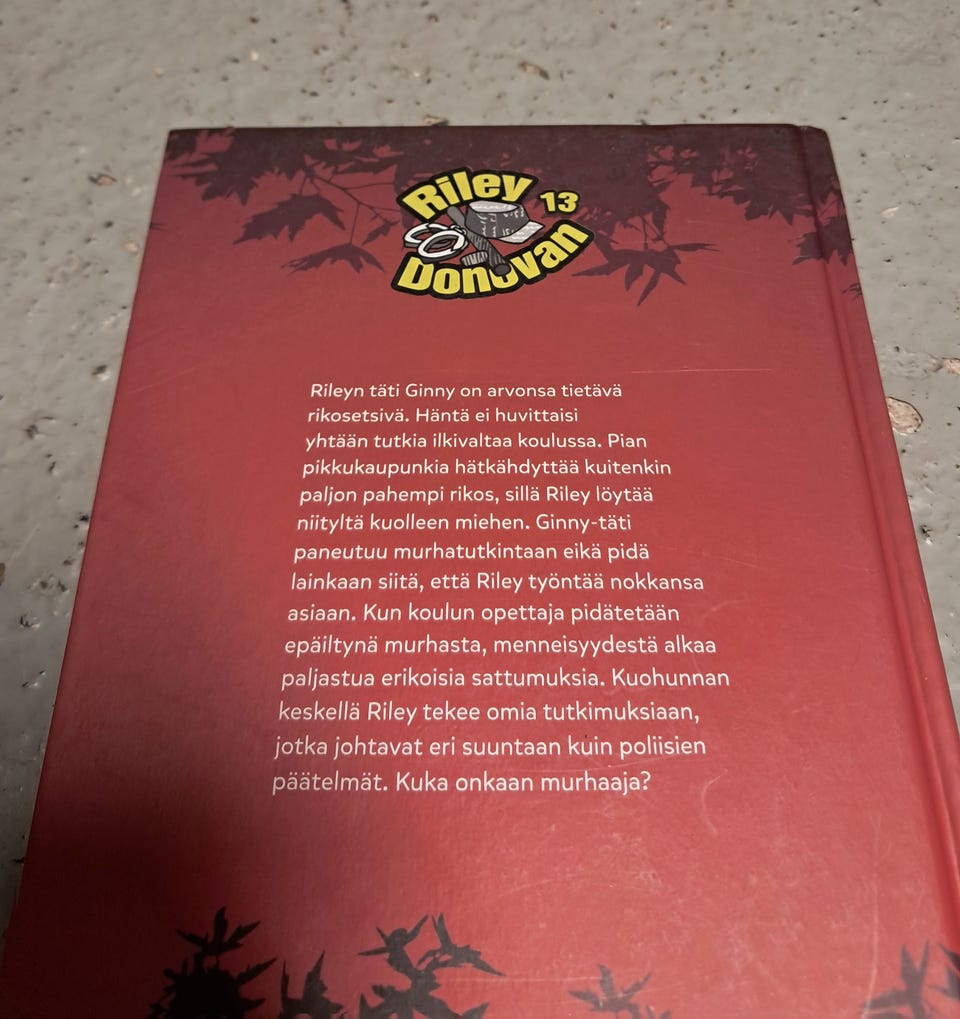 Riley
13
Donovan
Rileyn täti Ginny on arvonsa tietävä
rikosetsivä. Häntä ei huvittaisi
yhtään tutkia ilkivaltaa koulussa. Pian
pikkukaupunkia hätkähdyttää kuitenkin
paljon pahempi rikos, sillä Riley löytää
niityltä kuolleen miehen. Ginny-täti
paneutuu murhatutkintaan eikä pidä
lainkaan siitä, että Riley työntää nokkansa
asiaan. Kun koulun opettaja pidätetään
epäiltynä murhasta, menneisyydestä alkaa
paljastua erikoisia sattumuksia. Kuohunnan
keskellä Riley tekee omia tutkimuksiaan,
jotka johtavat eri suuntaan kuin poliisien
päätelmät. Kuka onkaan murhaaja?